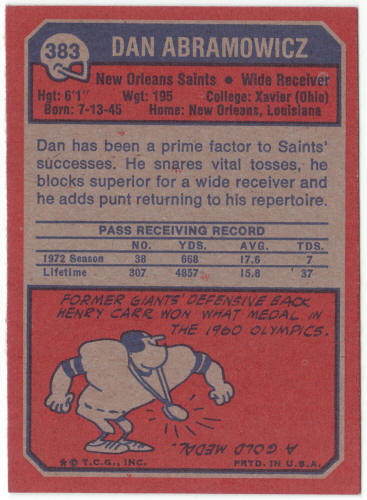 383
DAN ABRAMOWICZ
New Orleans Saints • Wide Receiver
Hgt: 6'1" Wgt: 195 College: Xavier (Ohio)
Born: 7-13-45 Home: New Orleans, Louisiana
Dan has been a prime factor to Saints'
successes. He snares vital tosses, he
blocks superior for a wide receiver and
he adds punt returning to his repertoire.
PASS RECEIVING RECORD
NO. YDS. AVG. TDS.
1972 Season 38 668 17.6 7
Lifetime 307 4857 15.8 37
FORMER GIANTS' DEFENSIVE BACK
HENRY CARR WON WHAT MEDAL IN
THE 1960 OLYMPICS.
A GOLD MEDAL.
* © T.C.G., INC. PRTD. IN U.S.A.